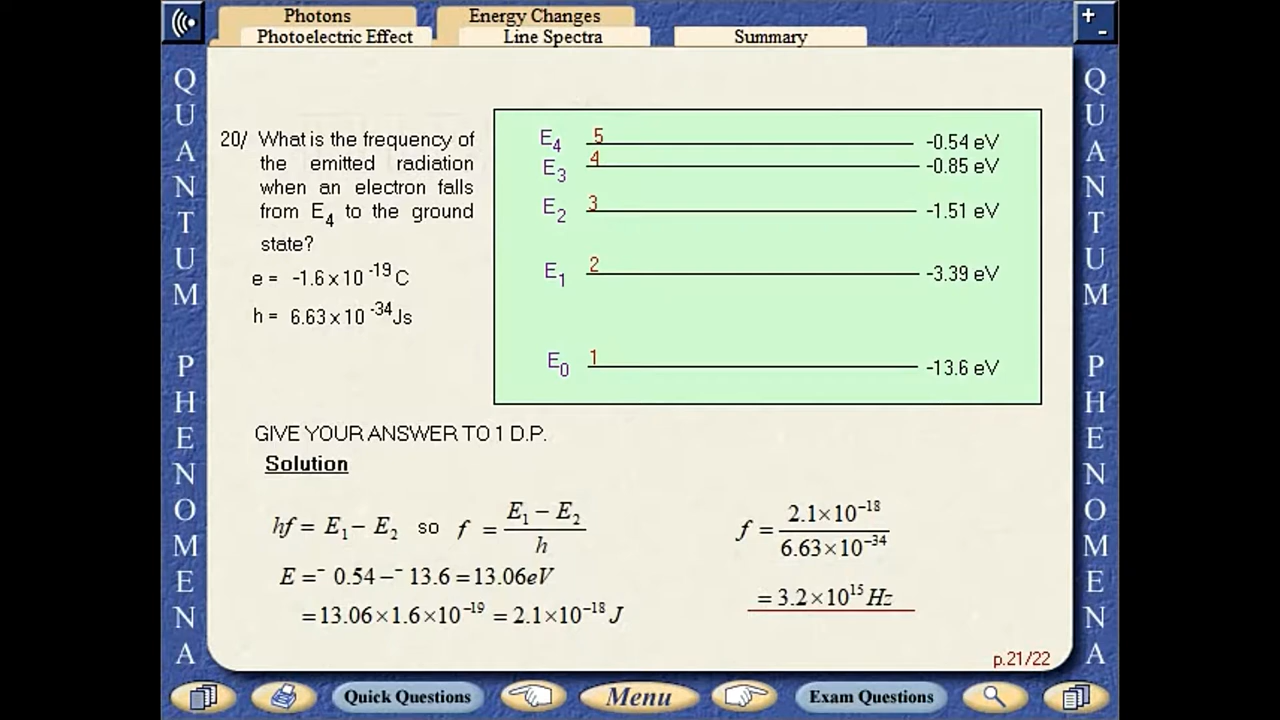 Photons
Energy Changes
Photoelectric Effect
Line Spectra
Summary
+
-
QUANTUM PHENOMENA
QUANTUM PHENOMENA
20/ What is the frequency of
the emitted radiation
when an electron falls
from E₄ to the ground
state?
e = -1.6 x 10⁻¹⁹ C
h = 6.63 x 10⁻³⁴ Js
E₄ 5 -0.54 eV
E₃ 4 -0.85 eV
E₂ 3 -1.51 eV
E₁ 2 -3.39 eV
E₀ 1 -13.6 eV
GIVE YOUR ANSWER TO 1 D.P.
Solution
hf = E₁ − E₂ so f = (E₁ − E₂)/h
E = ⁻0.54 − ⁻13.6 = 13.06eV
= 13.06×1.6×10⁻¹⁹ = 2.1×10⁻¹⁸ J
f = 2.1×10⁻¹⁸/6.63×10⁻³⁴
= 3.2×10¹⁵ Hz
p.21/22
Quick Questions
Menu
Exam Questions